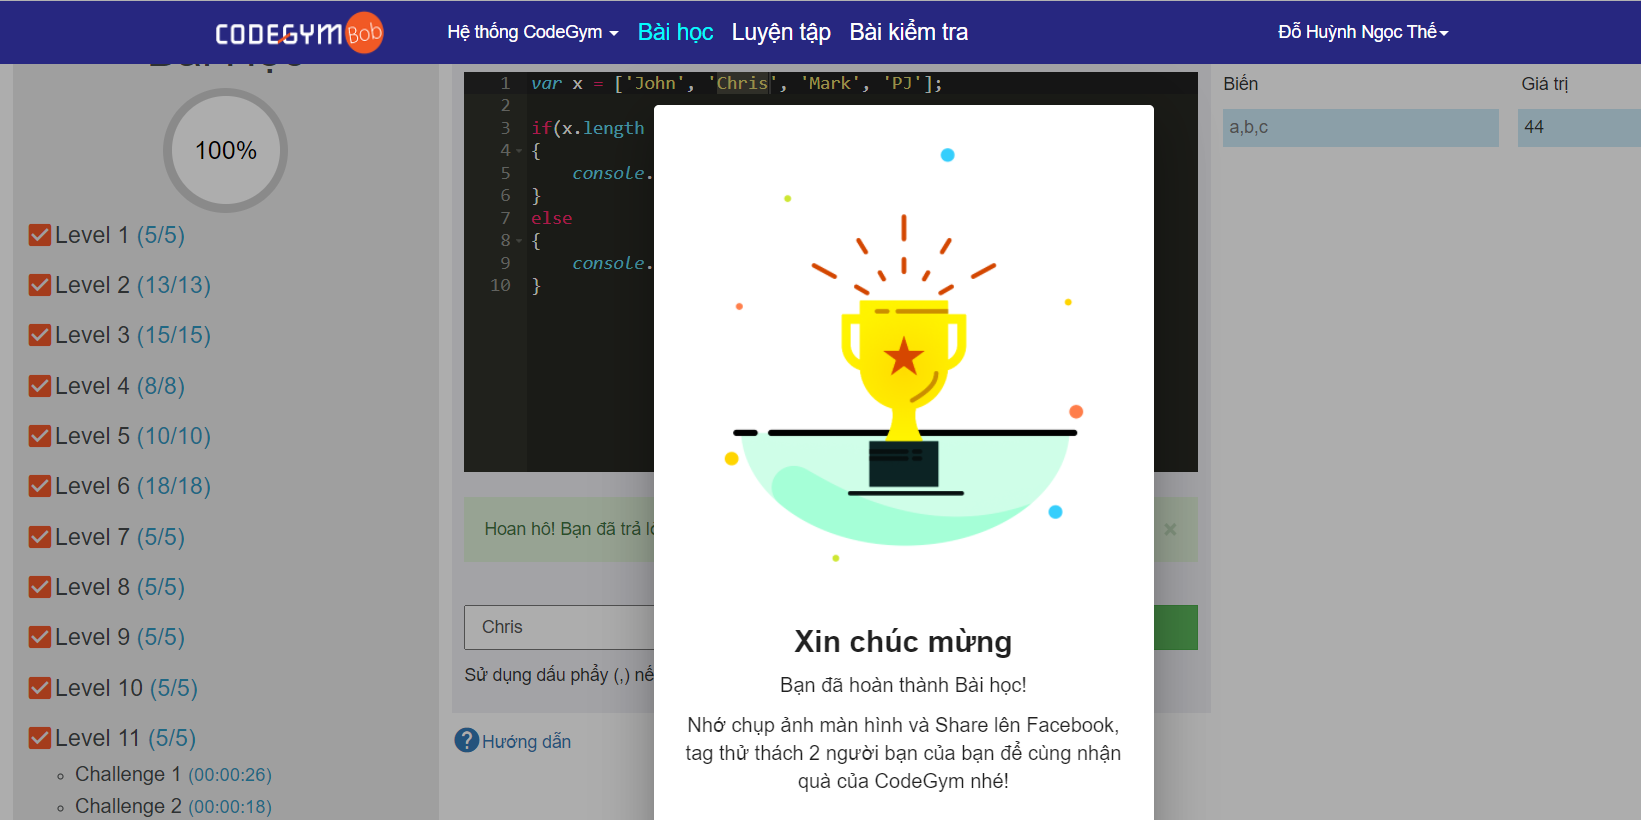 CODEGYM Bob
Hệ thống CodeGym
Bài học
Luyện tập
Bài kiểm tra
Đỗ Huỳnh Ngọc Thế
Bài Học
100%
Level 1 (5/5)
Level 2 (13/13)
Level 3 (15/15)
Level 4 (8/8)
Level 5 (10/10)
Level 6 (18/18)
Level 7 (5/5)
Level 8 (5/5)
Level 9 (5/5)
Level 10 (5/5)
Level 11 (5/5)
Challenge 1 (00:00:26)
Challenge 2 (00:00:18)
1 var x = ['John', 'Chris', 'Mark', 'PJ'];
2
3 if(x.length
4 {
5 console.
6 }
7 else
8 {
9 console.
10 }
Hoan hô! Bạn đã trả
×
Chris
Sử dụng dấu phẩy (,)
? Hướng dẫn
Xin chúc mừng
Bạn đã hoàn thành Bài học!
Nhớ chụp ảnh màn hình và Share lên Facebook,
tag thử thách 2 người bạn của bạn để cùng nhận
quà của CodeGym nhé!
Biến
Giá trị
a,b,c
44